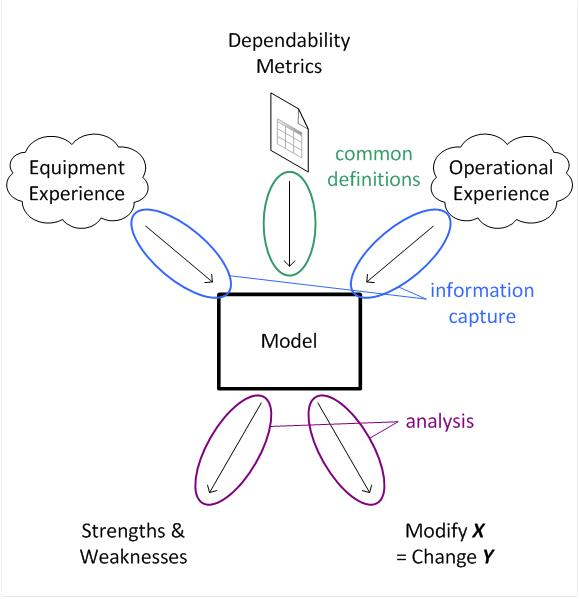 Dependability
Metrics
common
definitions
Equipment
Experience
Operational
Experience
information
capture
Model
analysis
Strengths &
Weaknesses
Modify X
= Change Y